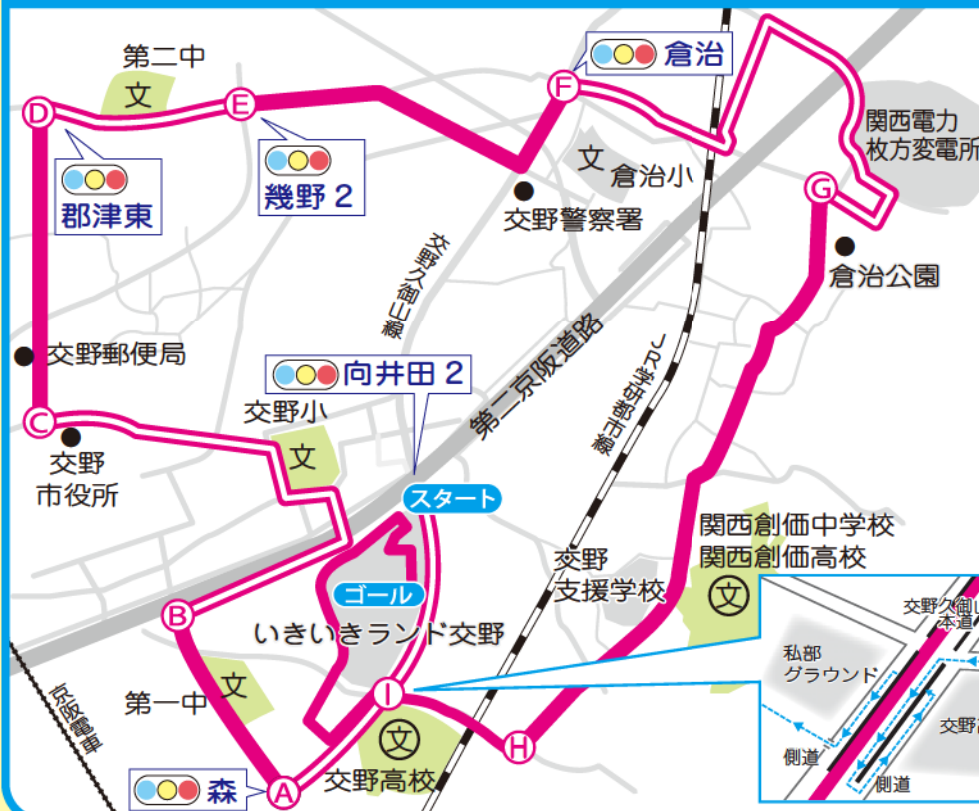 第二中
文
倉治
D
E
F
関西電力
枚方変電所
郡津東
幾野 2
文
倉治小
G
交野警察署
倉治公園
交野久御山線
交野郵便局
向井田 2
第二京阪道路
JR学研都市線
交野小
文
C
交野
市役所
スタート
関西創価中学校
関西創価高校
文
交野
支援学校
ゴール
B
いきいきランド交野
交野久御山
本道
私部
グラウンド
第一中
文
I
京阪電車
文
H
交野高
側道
側道
森
A
交野高校